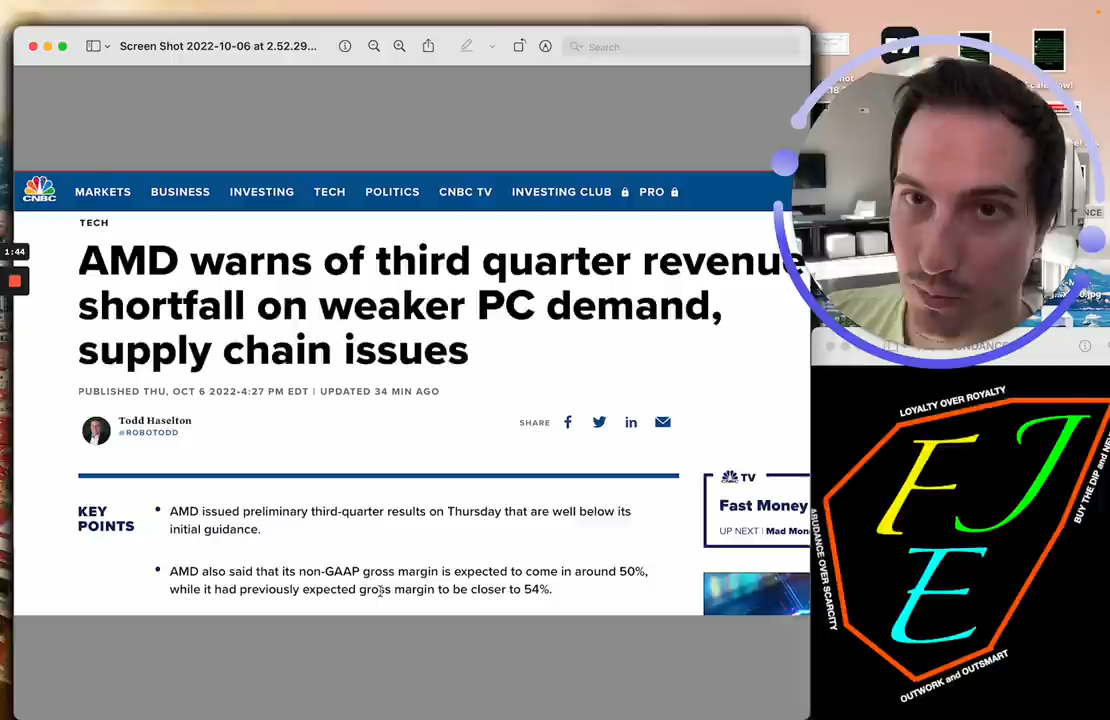 Screen Shot 2022-10-06 at 2.52.29...
Search
CNBC
MARKETS BUSINESS INVESTING TECH POLITICS CNBC TV INVESTING CLUB PRO
TECH
AMD warns of third quarter revenue
shortfall on weaker PC demand,
supply chain issues
PUBLISHED THU, OCT 6 2022•4:27 PM EDT | UPDATED 34 MIN AGO
Todd Haselton
@ROBOTODD
SHARE
KEY
POINTS
AMD issued preliminary third-quarter results on Thursday that are well below its
initial guidance.
AMD also said that its non-GAAP gross margin is expected to come in around 50%,
while it had previously expected gross margin to be closer to 54%.
TV
Fast Money
UP NEXT | Mad Mon
1:44
LOYALTY OVER ROYALTY
FJE
BUY THE DIP and
ABUDANCE OVER SCARCITY
OUTWORK and OUTSMART